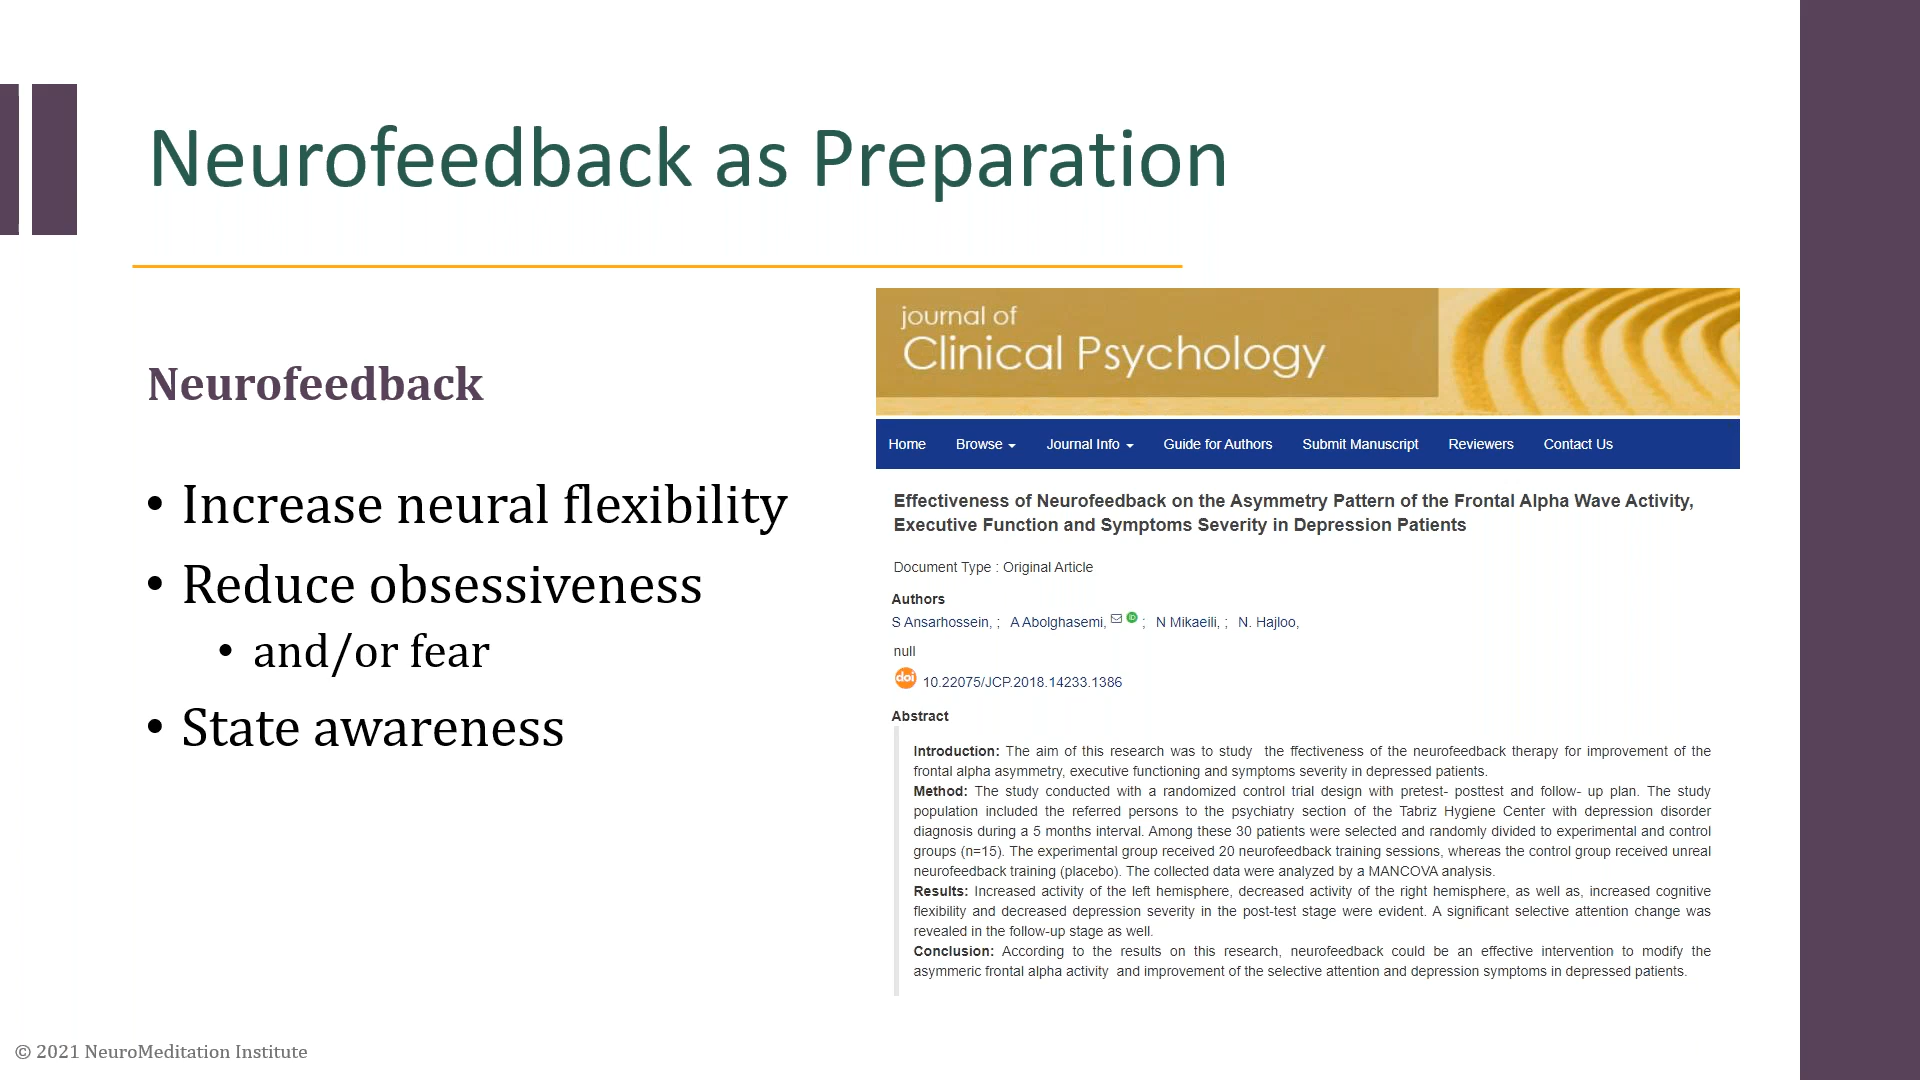 Neurofeedback as Preparation
Neurofeedback
• Increase neural flexibility
• Reduce obsessiveness
• and/or fear
• State awareness
journal of
Clinical Psychology
Home Browse Journal Info Guide for Authors Submit Manuscript Reviewers Contact Us
Effectiveness of Neurofeedback on the Asymmetry Pattern of the Frontal Alpha Wave Activity,
Executive Function and Symptoms Severity in Depression Patients
Document Type : Original Article
Authors
S Ansarhossein, ; A Abolghasemi, iD ; N Mikaeili, ; N. Hajloo,
null
doi 10.22075/JCP.2018.14233.1386
Abstract
Introduction: The aim of this research was to study the ffectiveness of the neurofeedback therapy for improvement of the
frontal alpha asymmetry, executive functioning and symptoms severity in depressed patients.
Method: The study conducted with a randomized control trial design with pretest- posttest and follow- up plan. The study
population included the referred persons to the psychiatry section of the Tabriz Hygiene Center with depression disorder
diagnosis during a 5 months interval. Among these 30 patients were selected and randomly divided to experimental and control
groups (n=15). The experimental group received 20 neurofeedback training sessions, whereas the control group received unreal
neurofeedback training (placebo). The collected data were analyzed by a MANCOVA analysis.
Results: Increased activity of the left hemisphere, decreased activity of the right hemisphere, as well as, increased cognitive
flexibility and decreased depression severity in the post-test stage were evident. A significant selective attention change was
revealed in the follow-up stage as well.
Conclusion: According to the results on this research, neurofeedback could be an effective intervention to modify the
asymmeric frontal alpha activity and improvement of the selective attention and depression symptoms in depressed patients.
© 2021 NeuroMeditation Institute